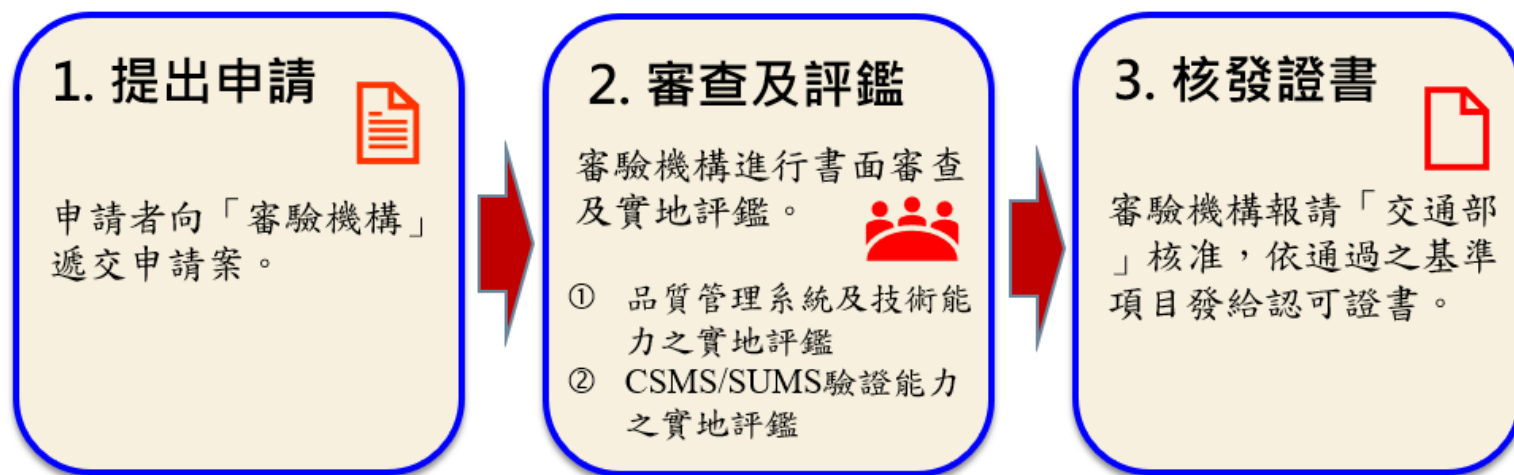 1. 提出申請
申請者向「審驗機構」
遞交申請案。
2. 審查及評鑑
審驗機構進行書面審查
及實地評鑑。
① 品質管理系統及技術能
力之實地評鑑
② CSMS/SUMS驗證能力
之實地評鑑
3. 核發證書
審驗機構報請「交通部
」核准，依通過之基準
項目發給認可證書。